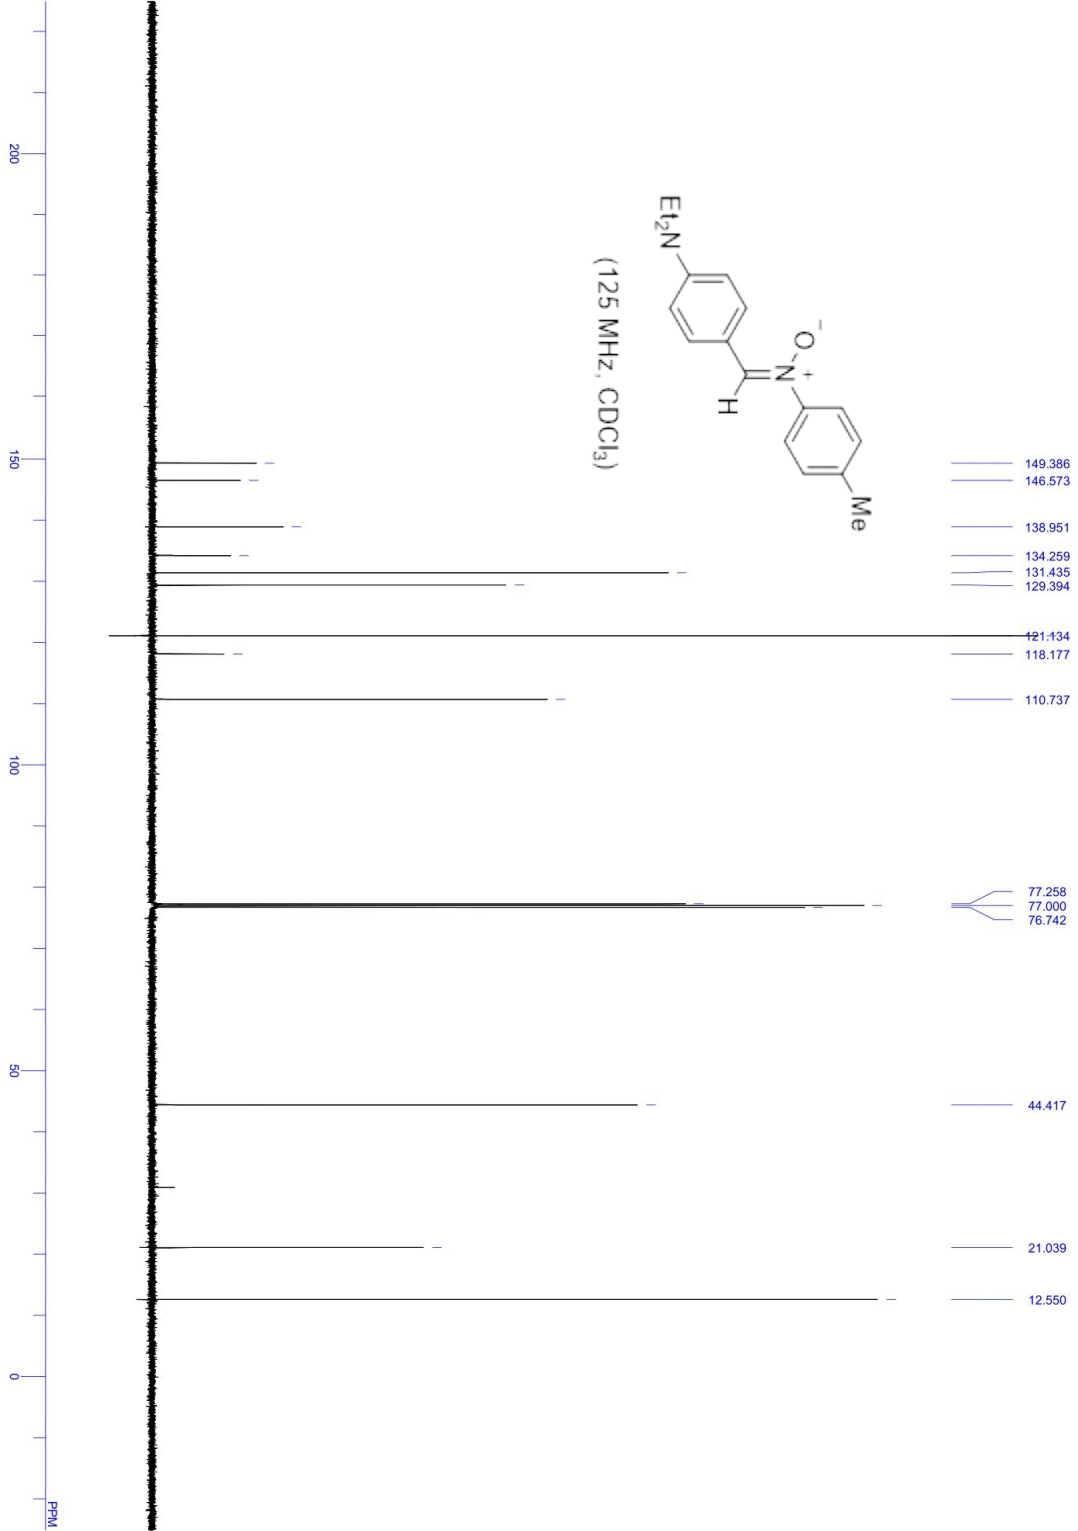 Et₂N
⁻O
N⁺
H
Me
(125 MHz, CDCl₃)
149.386
146.573
138.951
134.259
131.435
129.394
121.134
118.177
110.737
77.258
77.000
76.742
44.417
21.039
12.550
200
150
100
50
0
PPM